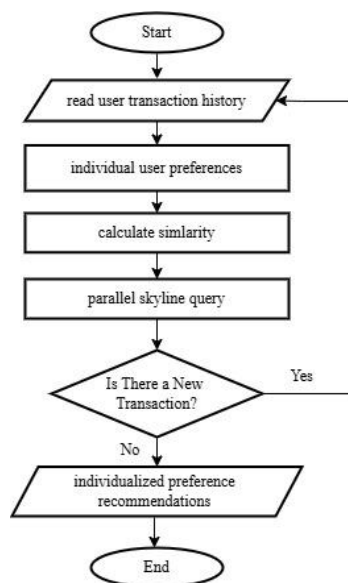 Start
read user transaction history
individual user preferences
calculate simlarity
parallel skyline query
Is There a New
Transaction?
Yes
No
individualized preference
recommendations
End